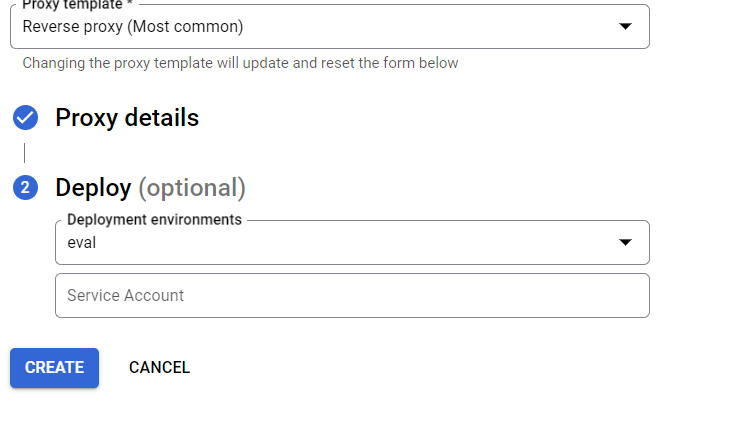 Proxy template *
Reverse proxy (Most common)
Changing the proxy template will update and reset the form below
Proxy details
2 Deploy (optional)
Deployment environments
eval
Service Account
CREATE CANCEL